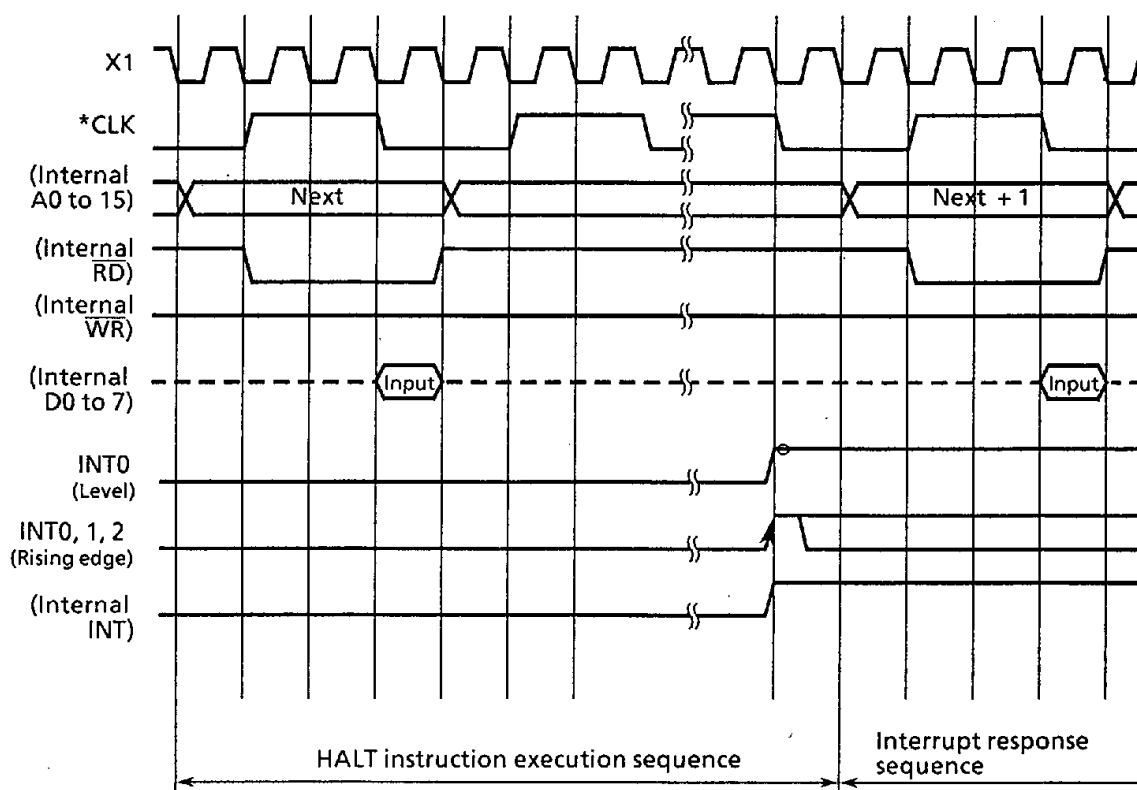 X1
*CLK
(Internal
A0 to 15)
Next
Next + 1
(Internal
RD)
(Internal
WR)
(Internal
D0 to 7)
Input
Input
INT0
(Level)
INT0, 1, 2
(Rising edge)
(Internal
INT)
HALT instruction execution sequence
Interrupt response
sequence